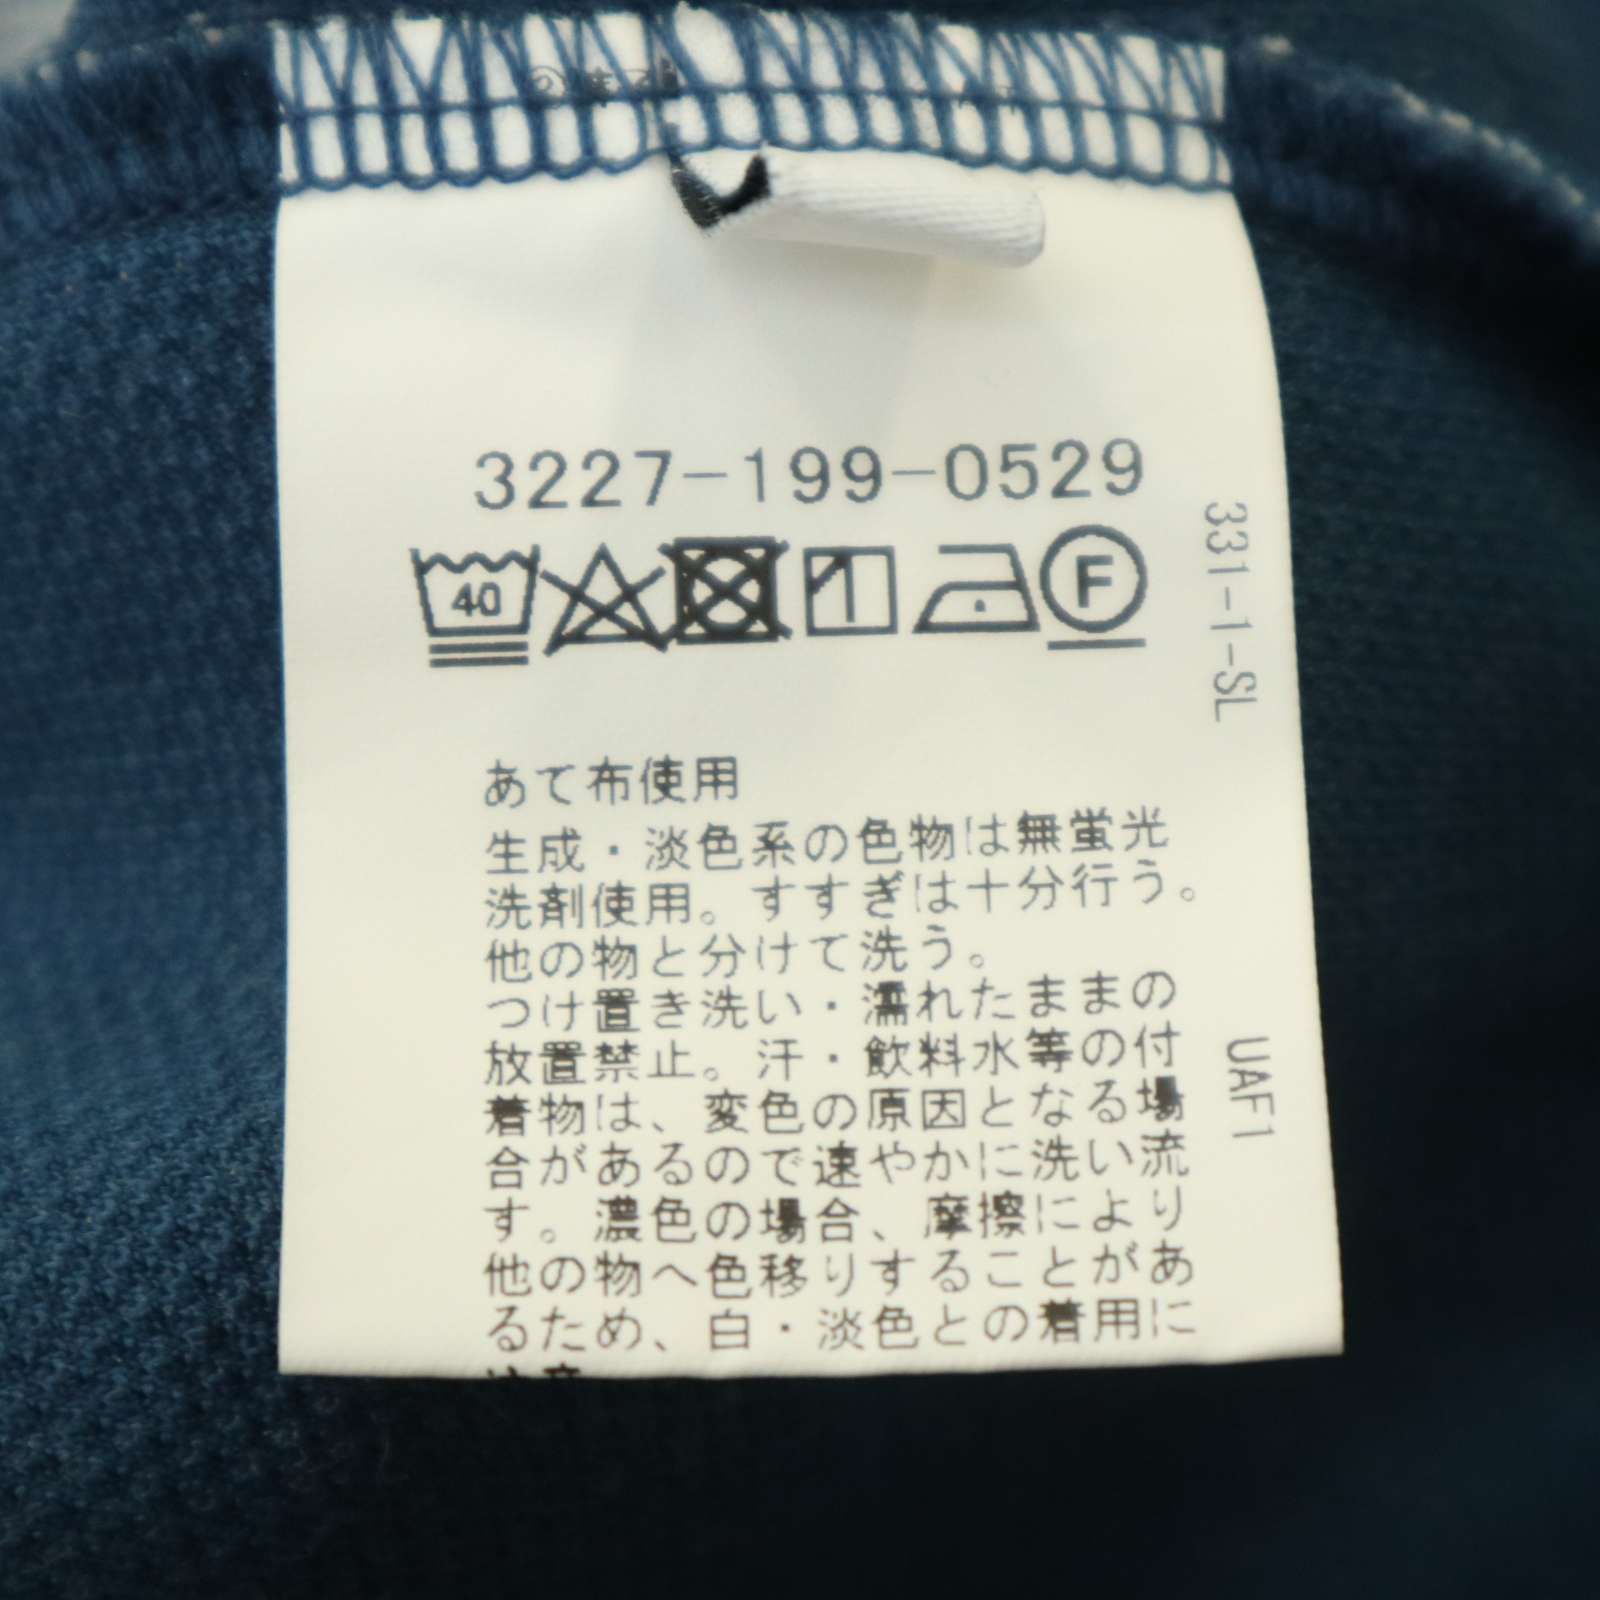 3227-199-0529
40
F
331-1-SL
あて布使用
生成・淡色系の色物は無蛍光
洗剤使用。すすぎは十分行う。
他の物と分けて洗う。
つけ置き洗い・濡れたままの
放置禁止。汗・飲料水等の付
着物は、変色の原因となる場
合があるので速やかに洗い流
す。濃色の場合、摩擦により
他の物へ色移りすることがあ
るため、白・淡色との着用に
UAF1